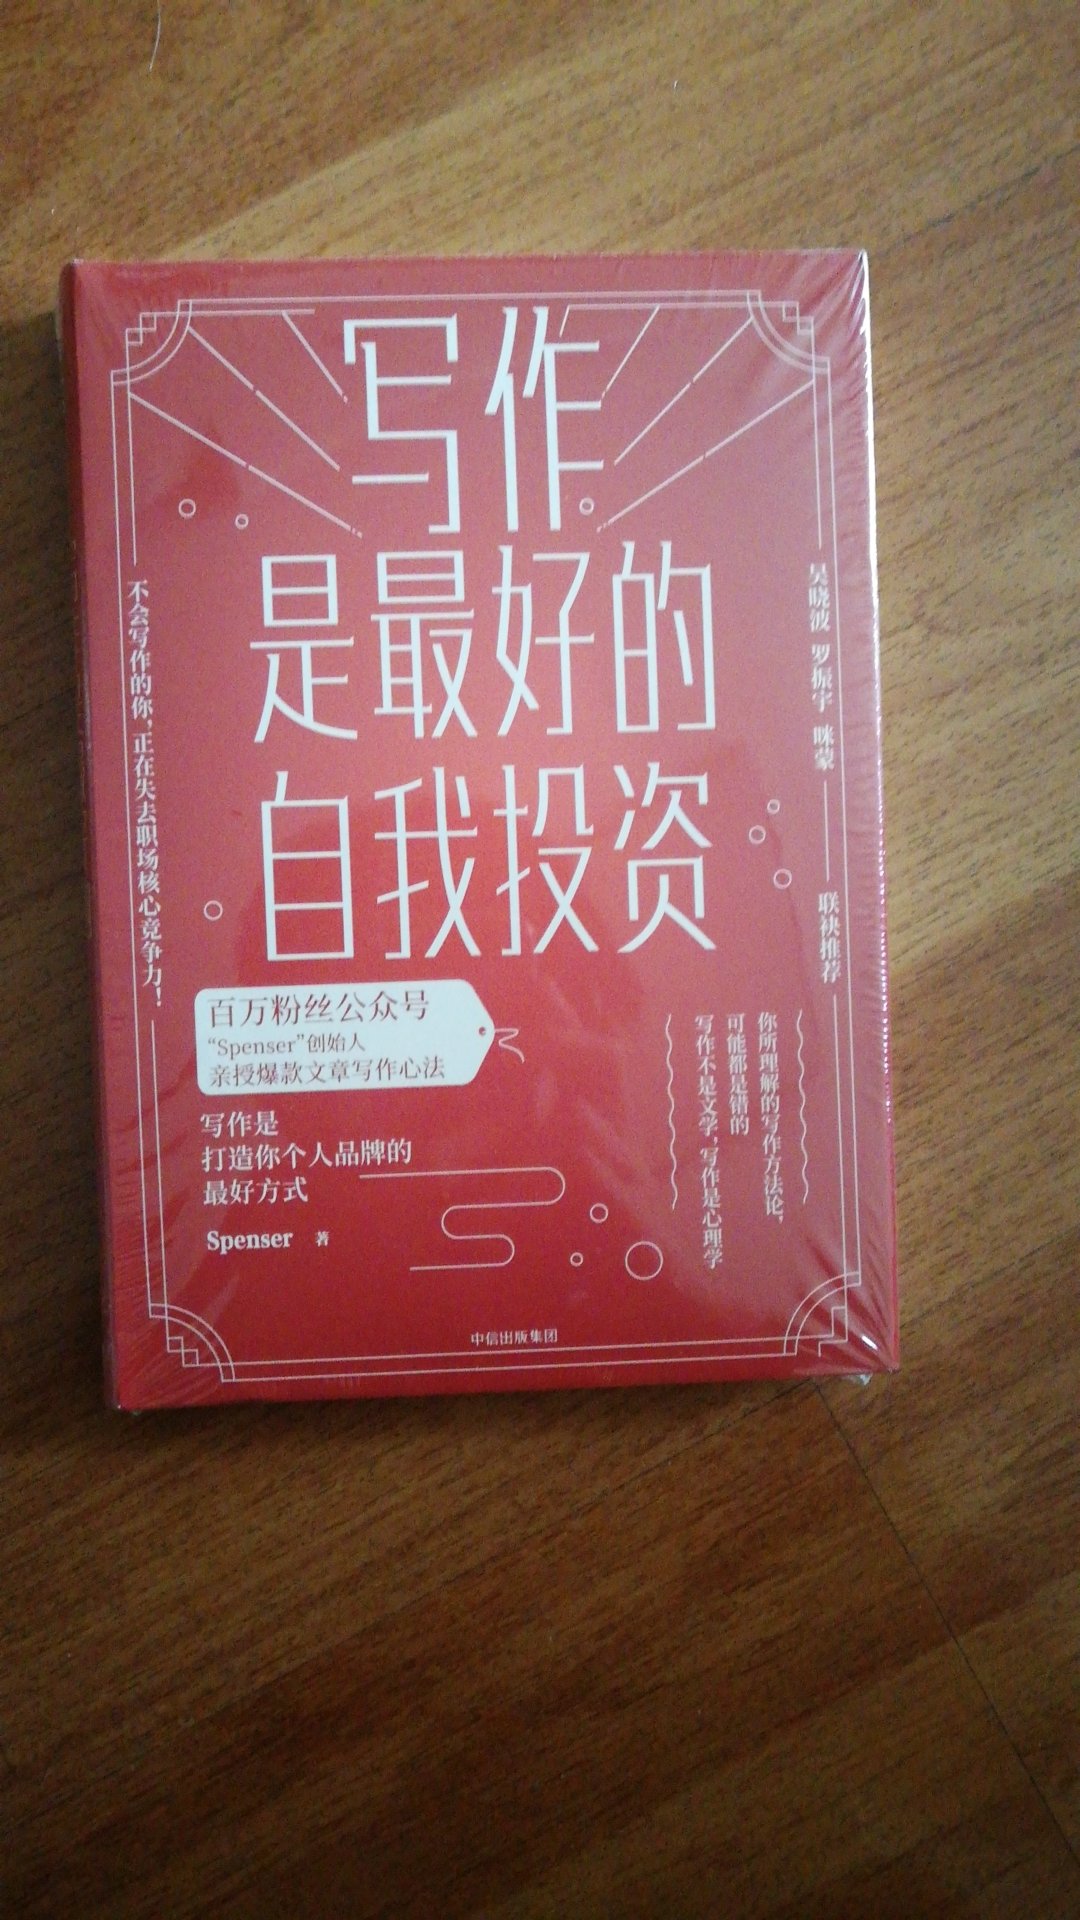 写作
是最好的
自我投资
不会写作的你，正在失去职场核心竞争力！
吴晓波 罗振宇 咪蒙
联袂推荐
百万粉丝公众号
“Spenser”创始人
亲授爆款文章写作心法
写作是
打造你个人品牌的
最好方式
Spenser 著
你所理解的写作方法论，
可能都是错的
写作不是文学，写作是心理学
中信出版集团